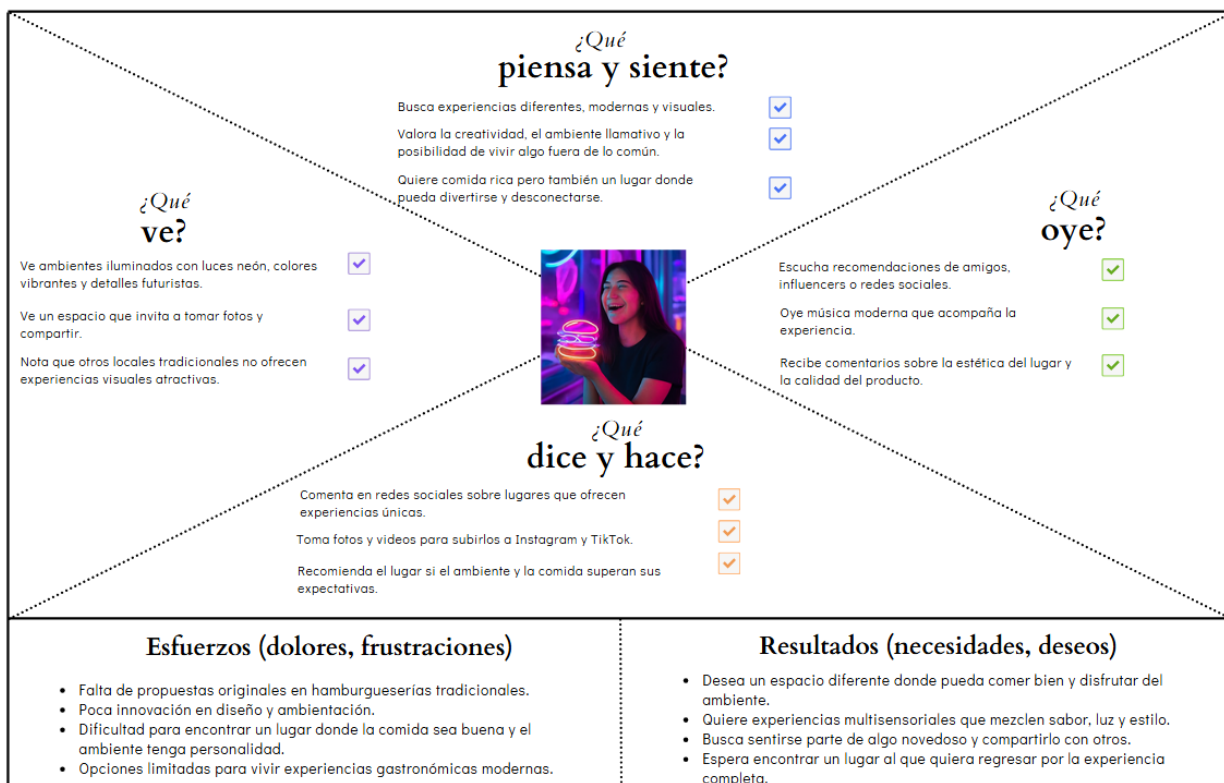 ¿Qué
piensa y siente?
Busca experiencias diferentes, modernas y visuales.
Valora la creatividad, el ambiente llamativo y la
posibilidad de vivir algo fuera de lo común.
Quiere comida rica pero también un lugar donde
pueda divertirse y desconectarse.
¿Qué
ve?
Ve ambientes iluminados con luces neón, colores
vibrantes y detalles futuristas.
Ve un espacio que invita a tomar fotos y
compartir.
Nota que otros locales tradicionales no ofrecen
experiencias visuales atractivas.
¿Qué
oye?
Escucha recomendaciones de amigos,
influencers o redes sociales.
Oye música moderna que acompaña la
experiencia.
Recibe comentarios sobre la estética del lugar y
la calidad del producto.
¿Qué
dice y hace?
Comenta en redes sociales sobre lugares que ofrecen
experiencias únicas.
Toma fotos y videos para subirlos a Instagram y TikTok.
Recomienda el lugar si el ambiente y la comida superan sus
expectativas.
Esfuerzos (dolores, frustraciones)
• Falta de propuestas originales en hamburgueserías tradicionales.
• Poca innovación en diseño y ambientación.
• Dificultad para encontrar un lugar donde la comida sea buena y el
ambiente tenga personalidad.
• Opciones limitadas para vivir experiencias gastronómicas modernas.
Resultados (necesidades, deseos)
• Desea un espacio diferente donde pueda comer bien y disfrutar del
ambiente.
• Quiere experiencias multisensoriales que mezclen sabor, luz y estilo.
• Busca sentirse parte de algo novedoso y compartirlo con otros.
• Espera encontrar un lugar al que quiera regresar por la experiencia
completa.